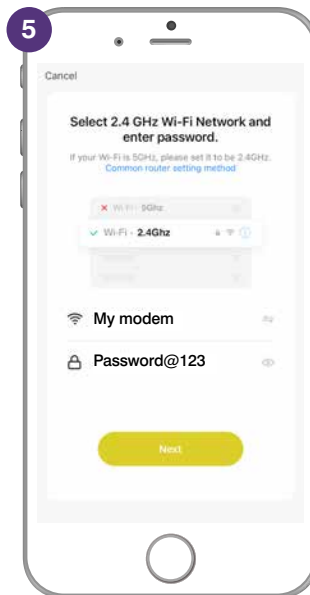 5
Cancel
Select 2.4 GHz Wi-Fi Network and
enter password.
If your Wi-Fi is 5GHz, please set it to be 2.4GHz.
Common router setting method
Wi-Fi - 5Ghz
Wi-Fi - 2.4Ghz
My modem
Password@123
Next